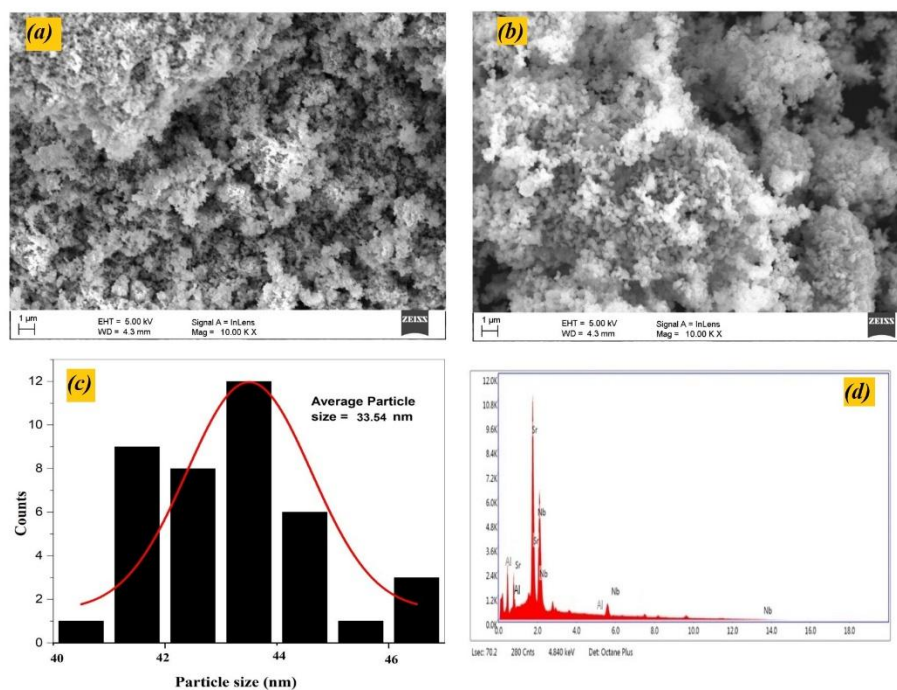 (a)
1 µm
EHT = 5.00 kV
WD = 4.3 mm
Signal A = InLens
Mag = 10.00 K X
ZEISS
(b)
1 µm
EHT = 5.00 kV
WD = 4.3 mm
Signal A = InLens
Mag = 10.00 K X
ZEISS
(c)
Average Particle
size = 33.54 nm
12
10
8
6
4
2
0
Counts
40
42
44
46
Particle size (nm)
(d)
12.0K
10.8K
9.6K
8.4K
7.2K
6.0K
4.8K
3.6K
2.4K
1.2K
0.0K
Sr
Nb
Sr
Al
Sr
Nb
Al
Al
Nb
Nb
0.0
2.0
4.0
6.0
8.0
10.0
12.0
14.0
16.0
18.0
Lsec: 70.2
280 Cnts
4.840 keV
Det: Octane Plus